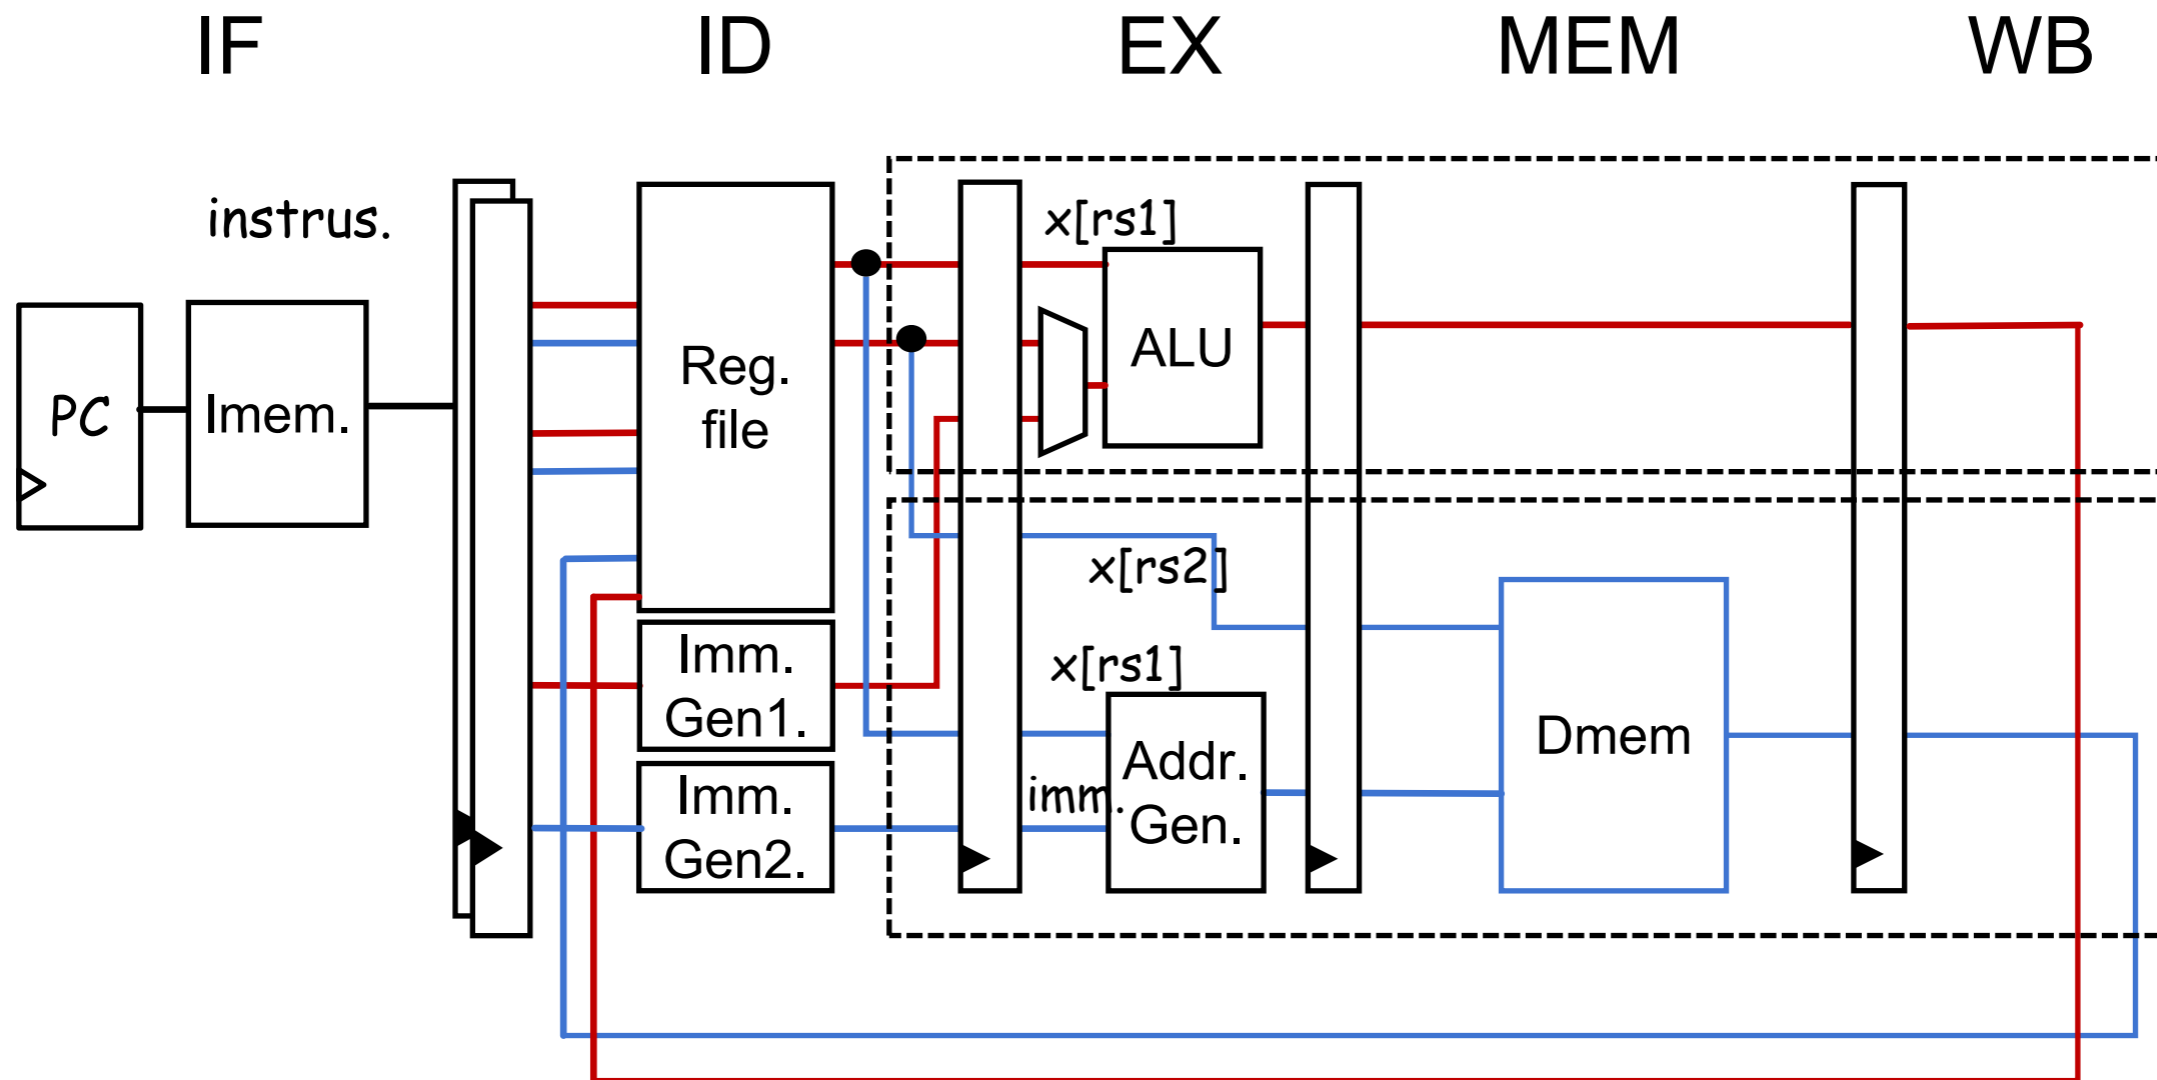 IF
ID
EX
MEM
WB
instrus.
PC
Imem.
Reg.
file
Imm.
Gen1.
Imm.
Gen2.
x[rs1]
ALU
x[rs2]
x[rs1]
imm.
Addr.
Gen.
Dmem